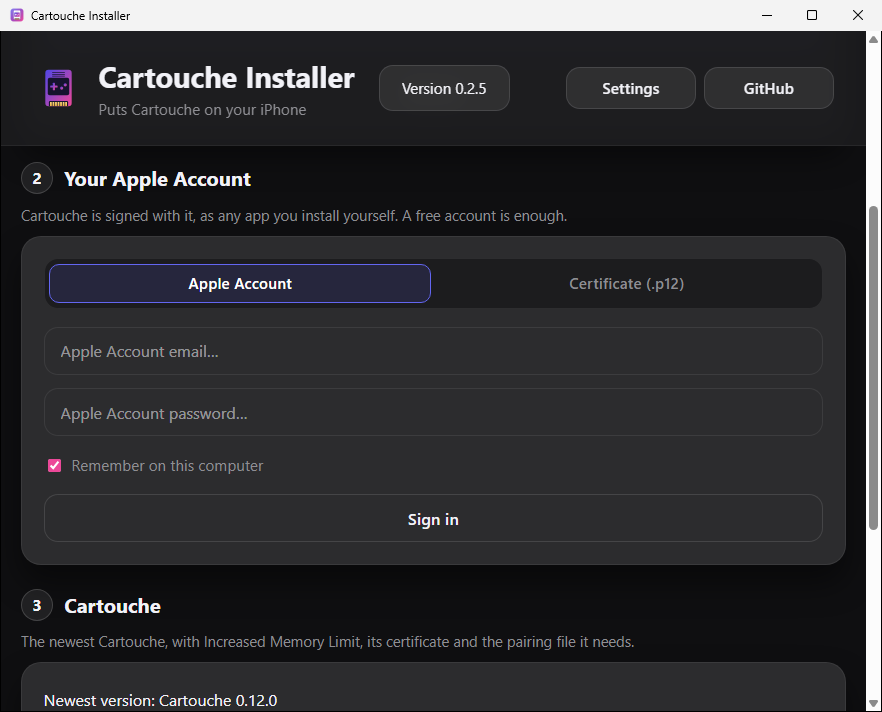 Cartouche Installer
Cartouche Installer
Puts Cartouche on your iPhone
Version 0.2.5
Settings
GitHub
2
Your Apple Account
Cartouche is signed with it, as any app you install yourself. A free account is enough.
Apple Account
Certificate (.p12)
Apple Account email...
Apple Account password...
Remember on this computer
Sign in
3
Cartouche
The newest Cartouche, with Increased Memory Limit, its certificate and the pairing file it needs.
Newest version: Cartouche 0.12.0